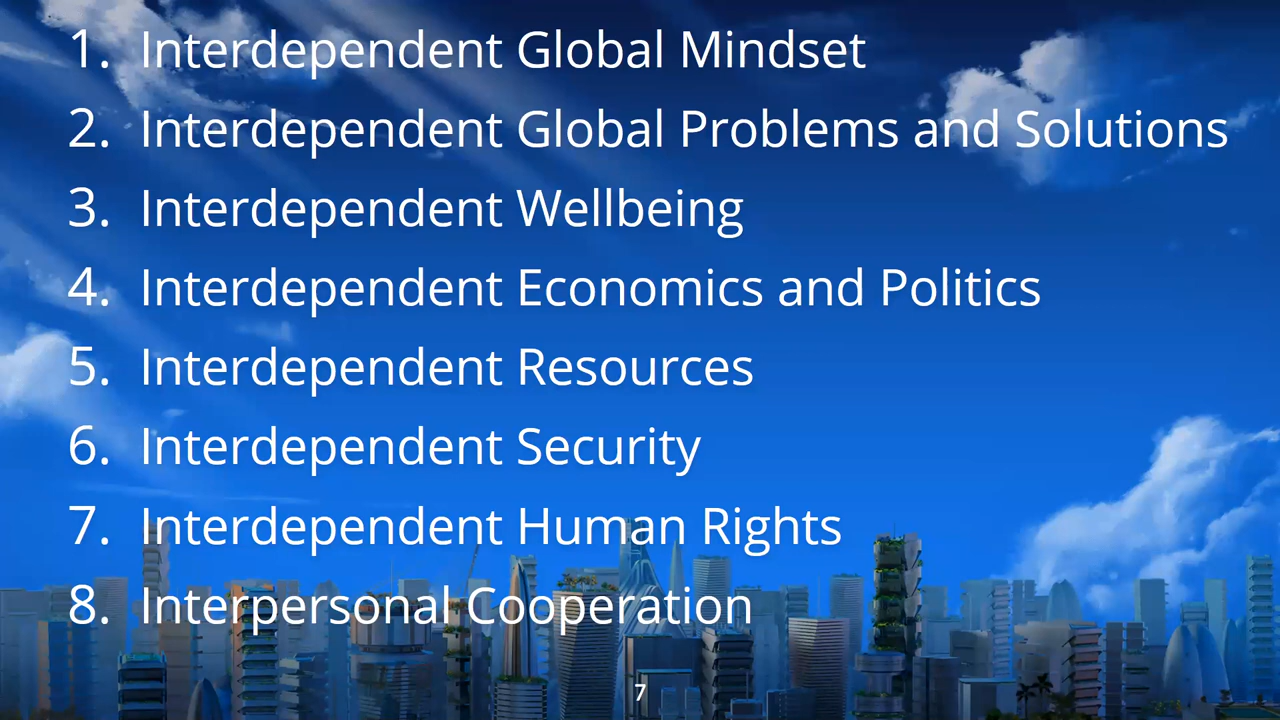 1. Interdependent Global Mindset
2. Interdependent Global Problems and Solutions
3. Interdependent Wellbeing
4. Interdependent Economics and Politics
5. Interdependent Resources
6. Interdependent Security
7. Interdependent Human Rights
8. Interpersonal Cooperation
7